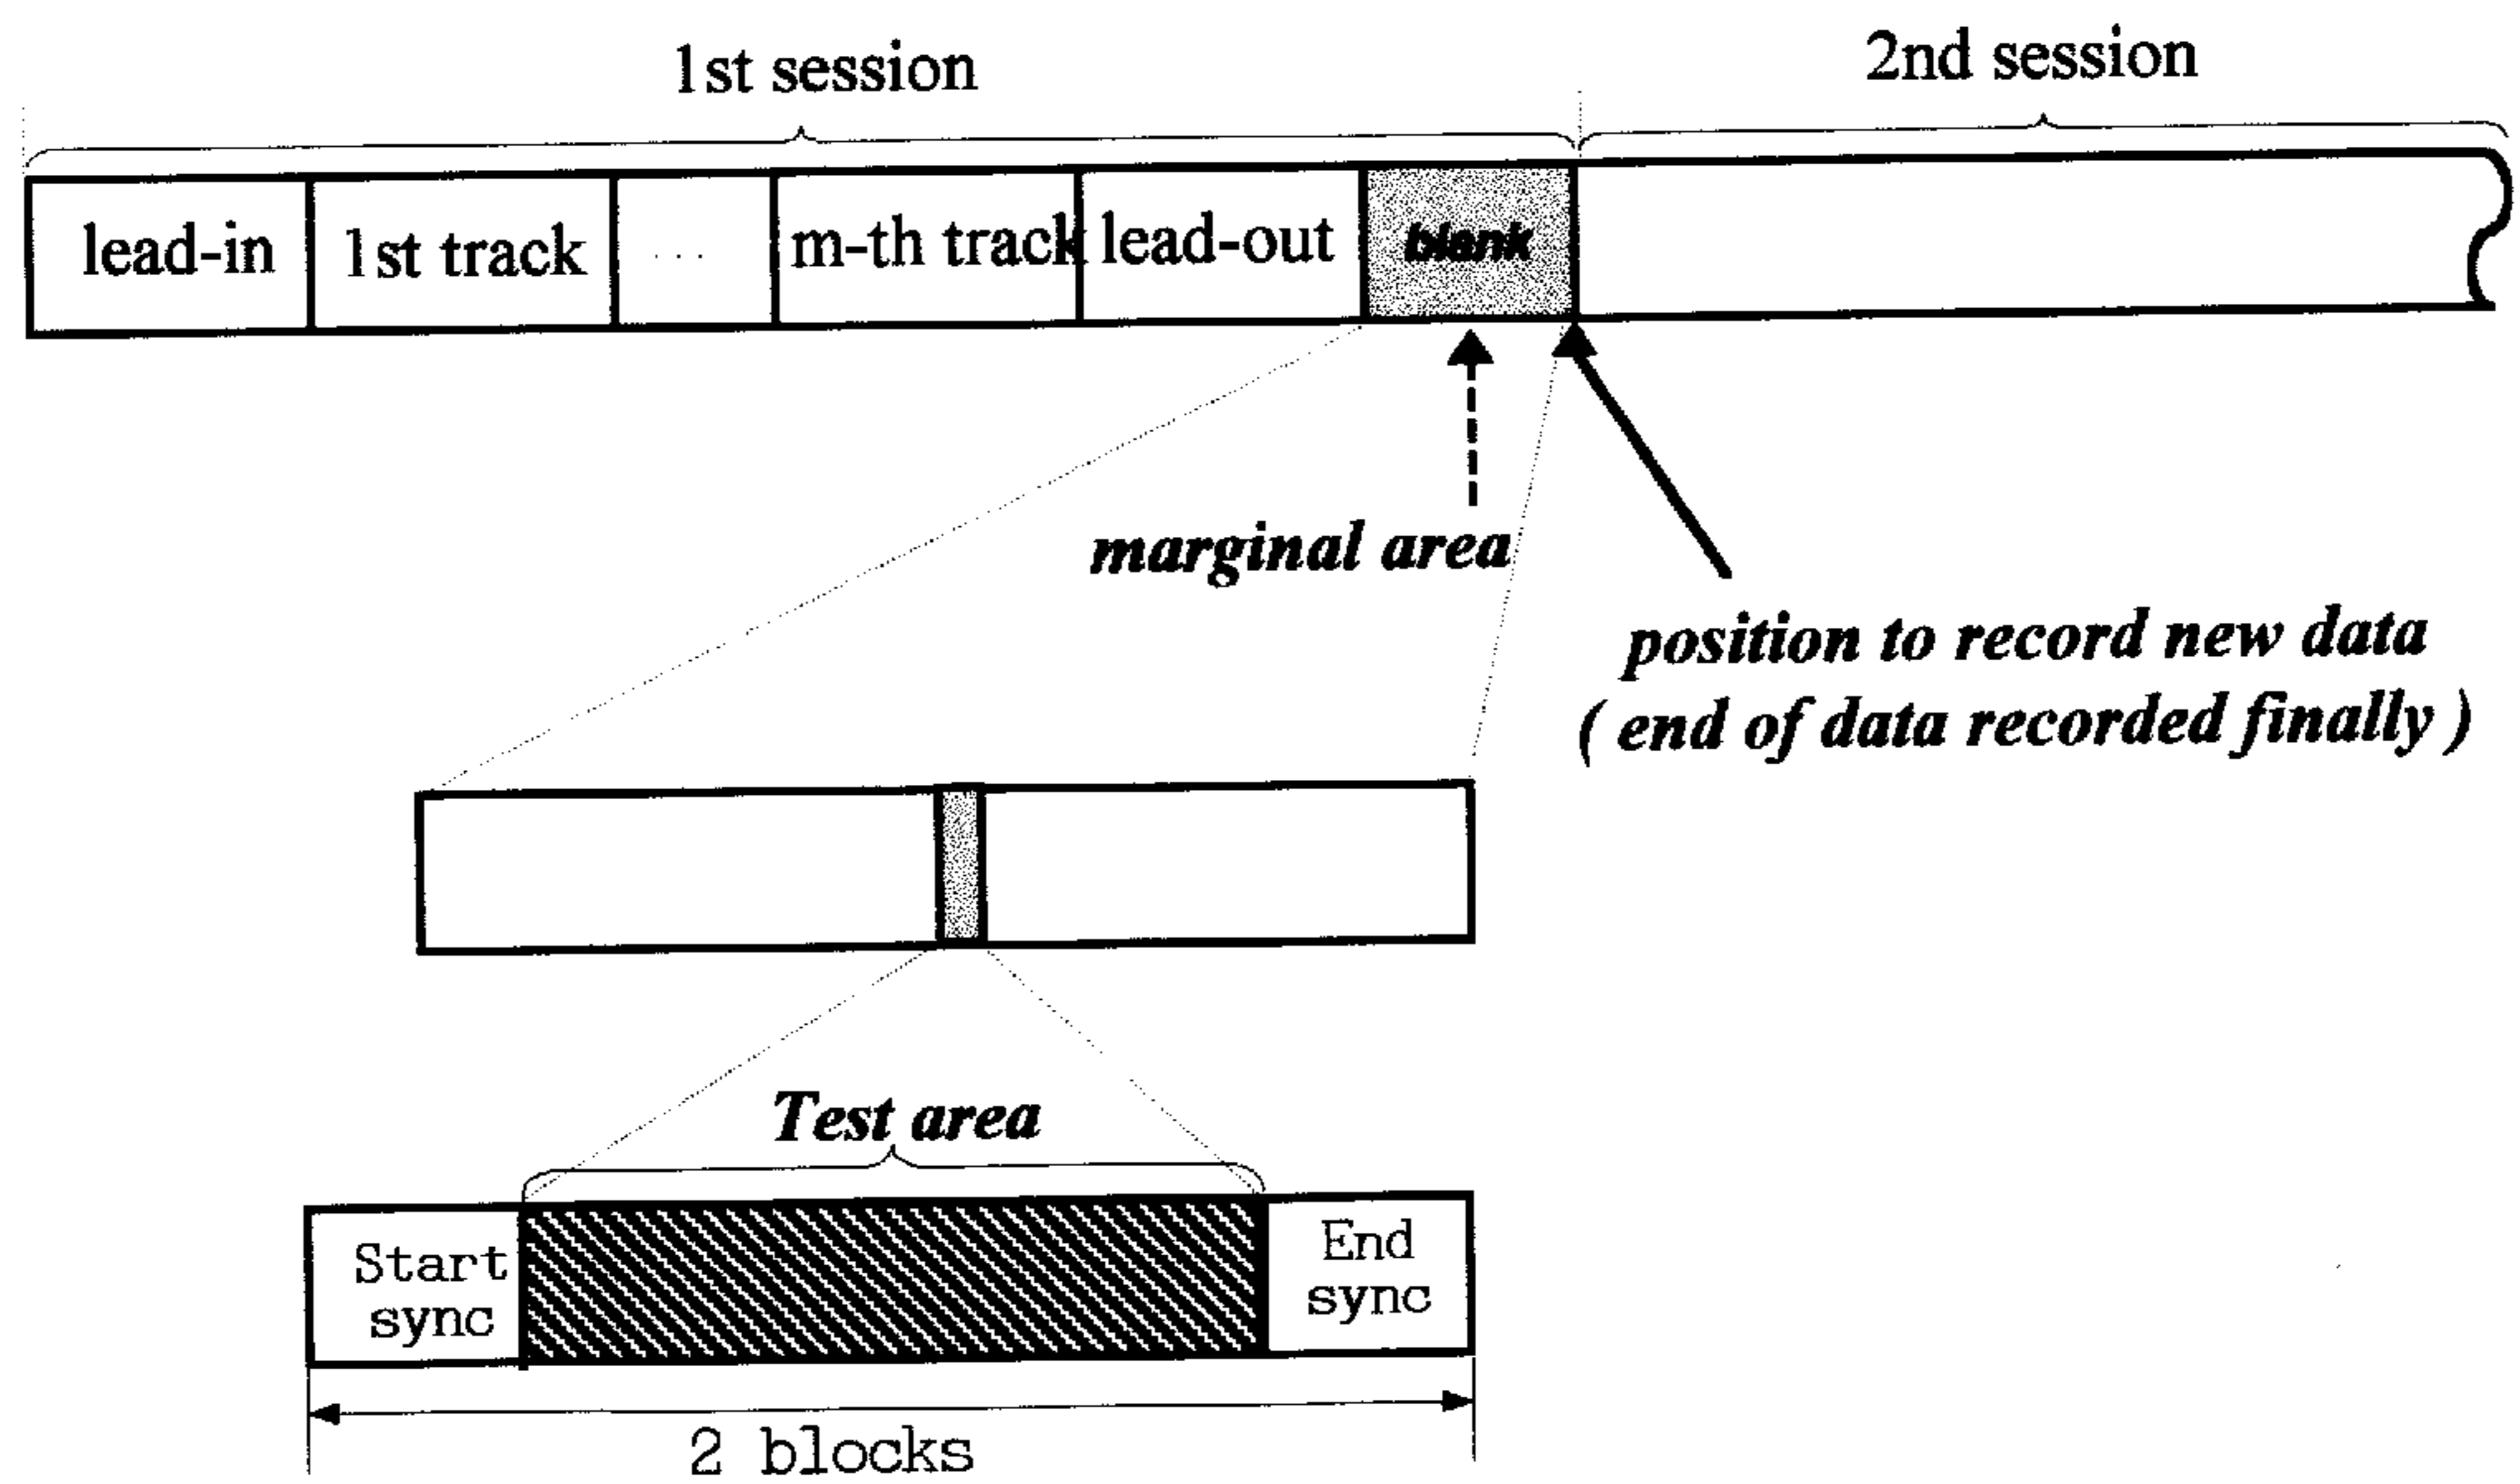 1st session
2nd session
lead-in
1st track
...
m-th track
lead-out
blank
marginal area
position to record new data
( end of data recorded finally )
Test area
Start
sync
End
sync
2 blocks